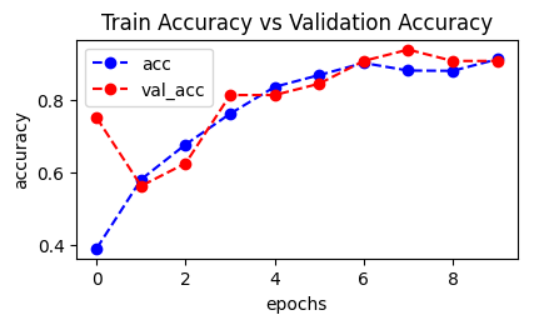 Train Accuracy vs Validation Accuracy
acc
val_acc
accuracy
0.8
0.6
0.4
0 2 4 6 8
epochs